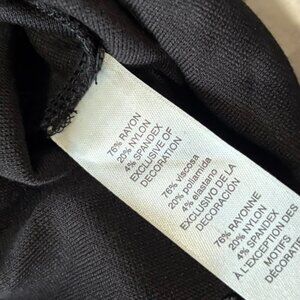 76% RAYON
20% NYLON
4% SPANDEX
EXCLUSIVE OF
DECORATION
76% viscosa
20% poliamida
4% elastano
EXCLUSIVO DE LA
DECORACIÓN
76% RAYONNE
20% NYLON
4% SPANDEX
À L'EXCEPTION DES
MOTIFS
DÉCORATIFS